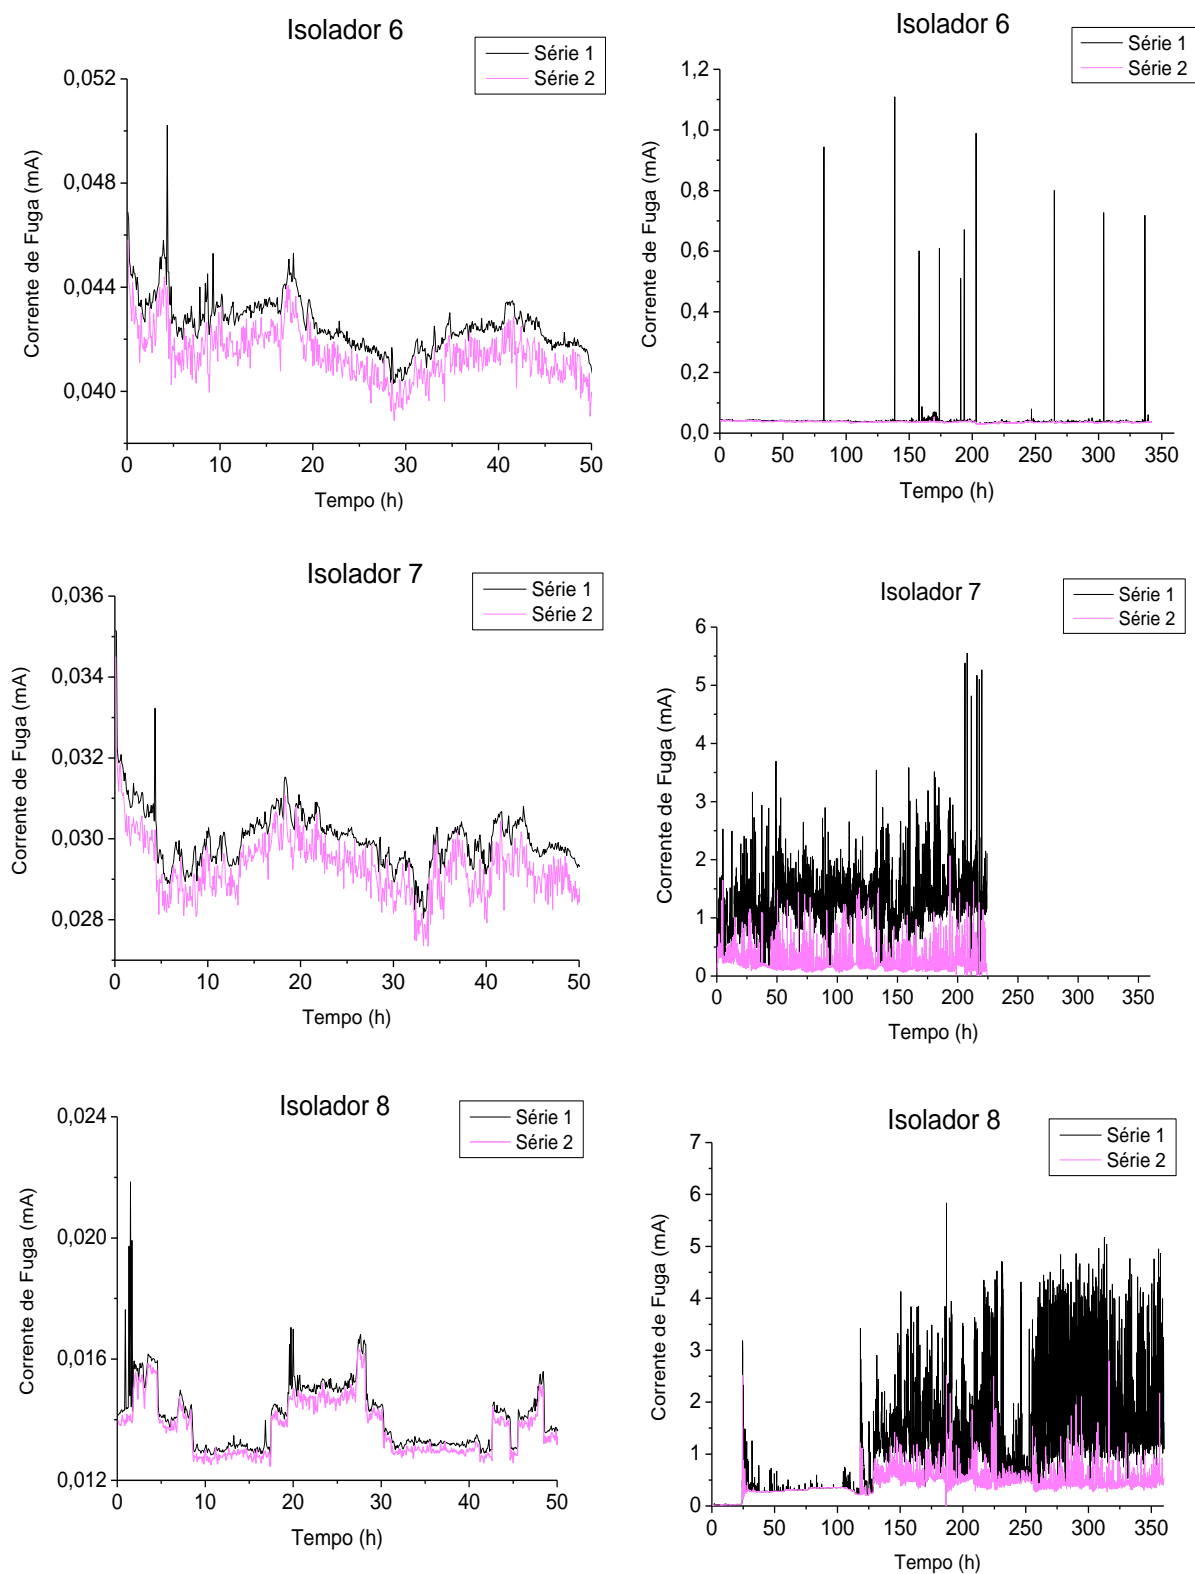 Isolador 6
Série 1
Série 2
0,052
0,048
0,044
0,040
Corrente de Fuga (mA)
0 10 20 30 40 50
Tempo (h)
Isolador 6
Série 1
Série 2
1,2
1,0
0,8
0,6
0,4
0,2
0,0
Corrente de Fuga (mA)
0 50 100 150 200 250 300 350
Tempo (h)
Isolador 7
Série 1
Série 2
0,036
0,034
0,032
0,030
0,028
Corrente de Fuga (mA)
0 10 20 30 40 50
Tempo (h)
Isolador 7
Série 1
Série 2
6
5
4
3
2
1
0
Corrente de Fuga (mA)
0 50 100 150 200 250 300 350
Tempo (h)
Isolador 8
Série 1
Série 2
0,024
0,020
0,016
0,012
Corrente de Fuga (mA)
0 10 20 30 40 50
Tempo (h)
Isolador 8
Série 1
Série 2
7
6
5
4
3
2
1
0
Corrente de Fuga (mA)
0 50 100 150 200 250 300 350
Tempo (h)